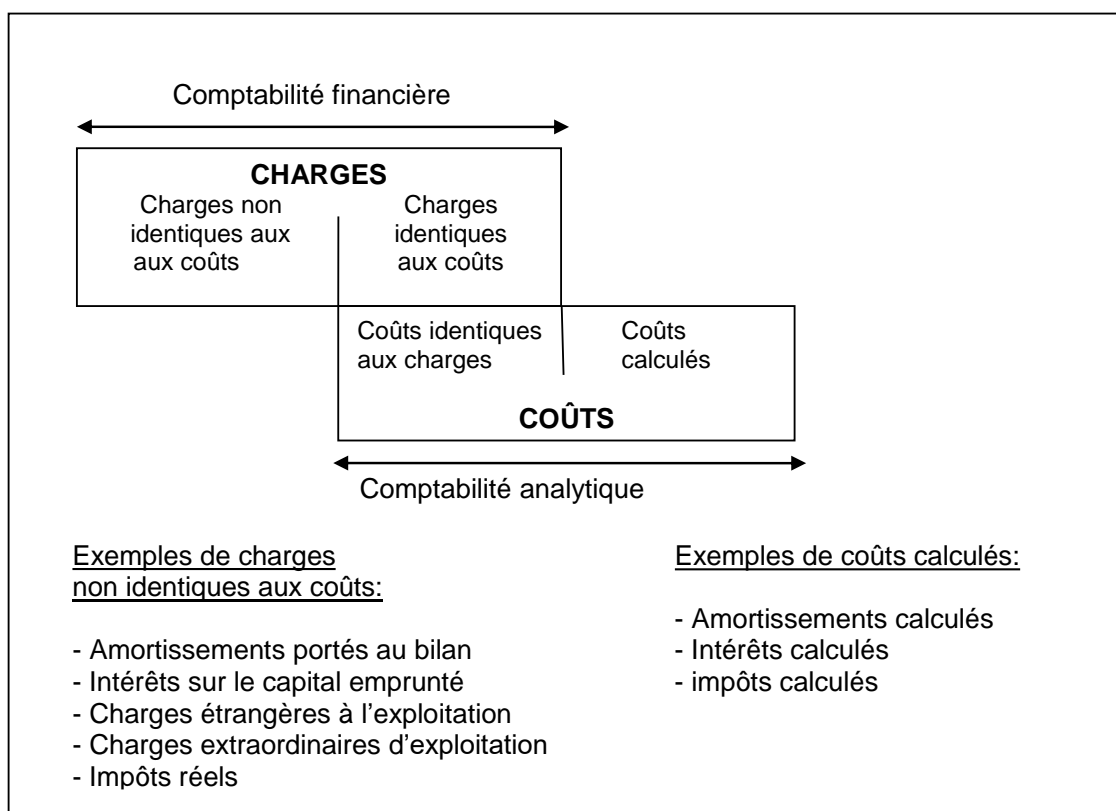 Comptabilité financière
CHARGES
Charges non
identiques aux
aux coûts
Charges
identiques
aux coûts
Coûts identiques
aux charges
Coûts
calculés
COÛTS
Comptabilité analytique
Exemples de charges
non identiques aux coûts:
- Amortissements portés au bilan
- Intérêts sur le capital emprunté
- Charges étrangères à l’exploitation
- Charges extraordinaires d’exploitation
- Impôts réels
Exemples de coûts calculés:
- Amortissements calculés
- Intérêts calculés
- impôts calculés